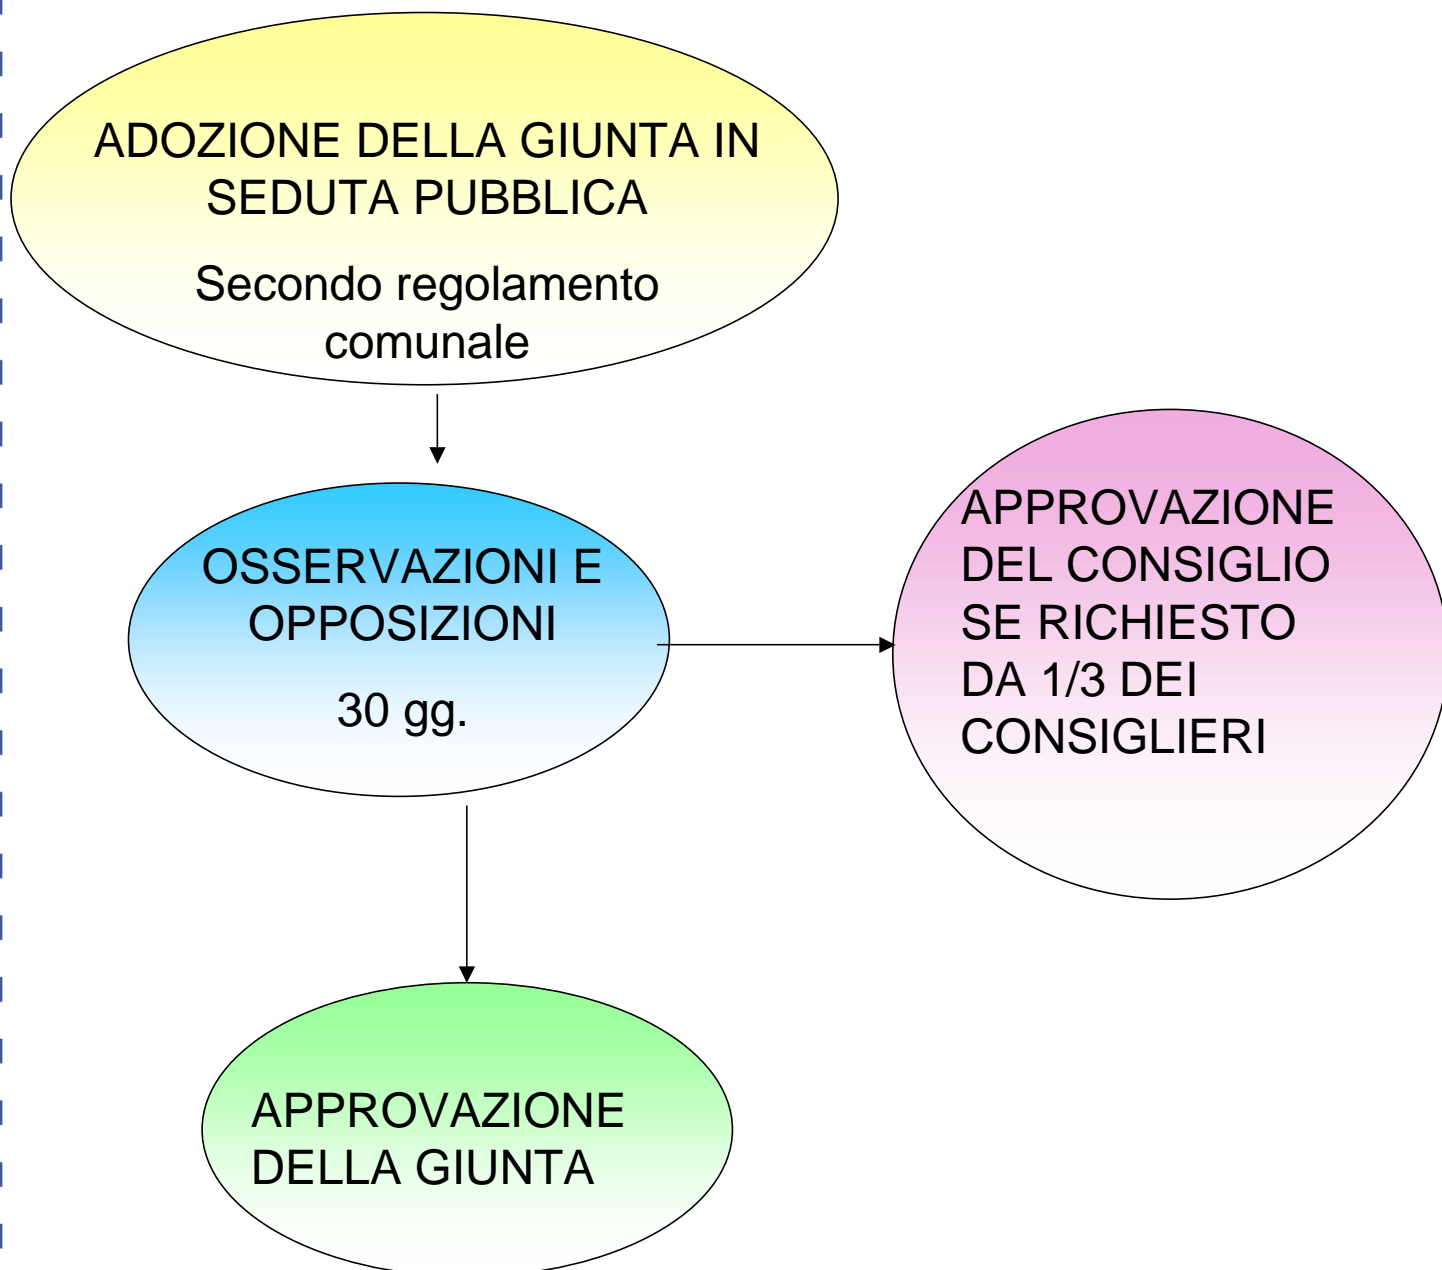 ADOZIONE DELLA GIUNTA IN
SEDUTA PUBBLICA
Secondo regolamento
comunale
OSSERVAZIONI E
OPPOSIZIONI
30 gg.
APPROVAZIONE
DEL CONSIGLIO
SE RICHIESTO
DA 1/3 DEI
CONSIGLIERI
APPROVAZIONE
DELLA GIUNTA